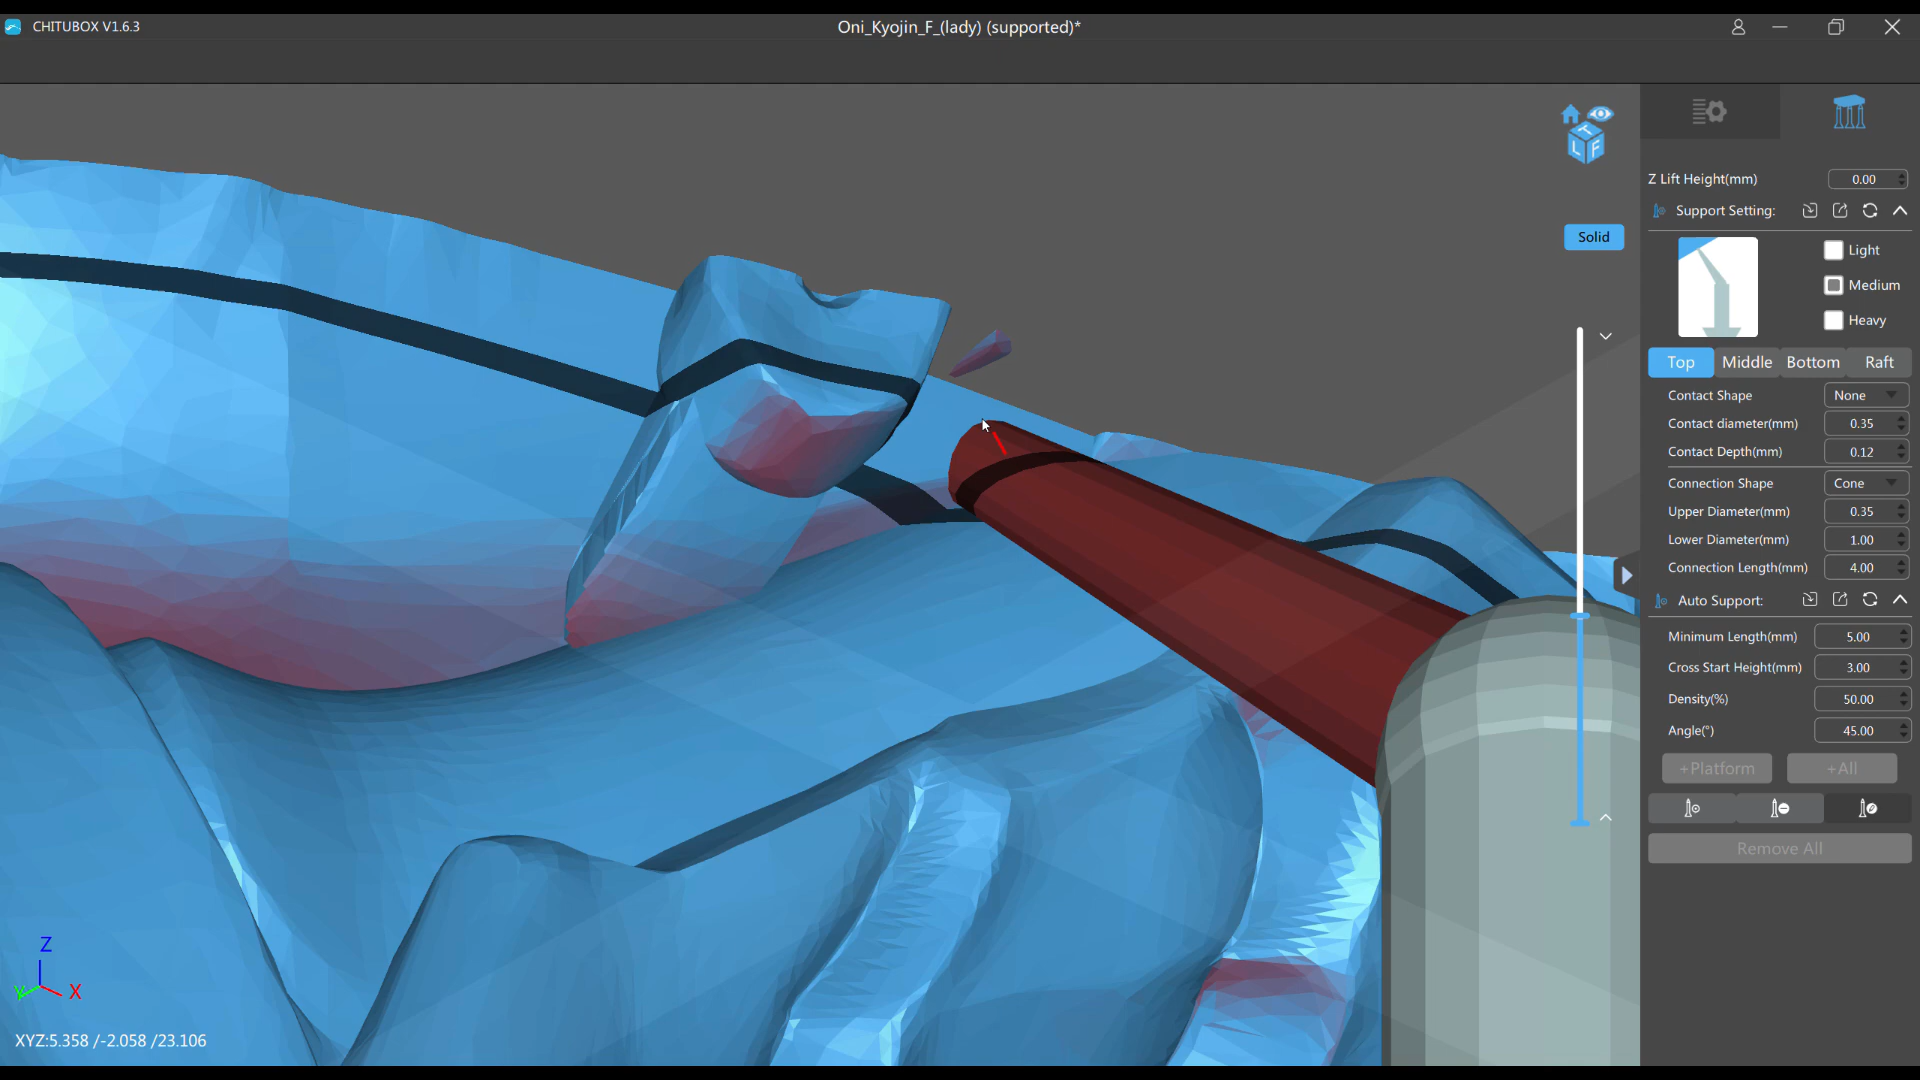 CHITUBOX V1.6.3
Oni_Kyojin_F_(lady) (supported)*
T
L F
Solid
Z Lift Height(mm) 0.00
Support Setting:
Light
Medium
Heavy
Top Middle Bottom Raft
Contact Shape None
Contact diameter(mm) 0.35
Contact Depth(mm) 0.12
Connection Shape Cone
Upper Diameter(mm) 0.35
Lower Diameter(mm) 1.00
Connection Length(mm) 4.00
Auto Support:
Minimum Length(mm) 5.00
Cross Start Height(mm) 3.00
Density(%) 50.00
Angle(°) 45.00
+Platform +All
Remove All
Z
Y X
XYZ:5.358 /-2.058 /23.106